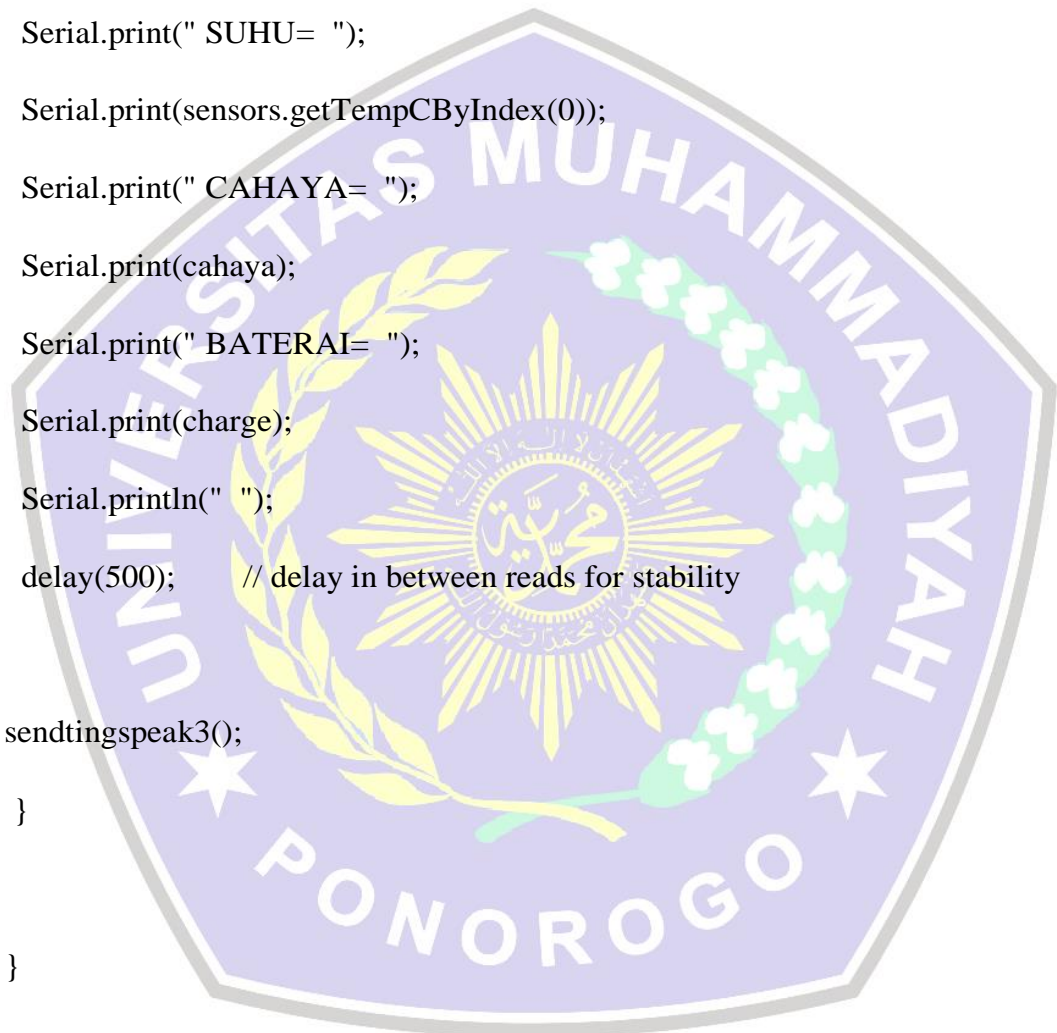 Serial.print(" SUHU=  ");
Serial.print(sensors.getTempCByIndex(0));
Serial.print(" CAHAYA=  ");
Serial.print(cahaya);
Serial.print(" BATERAI=  ");
Serial.print(charge);
Serial.println("  ");
delay(500);        // delay in between reads for stability
sendtingspeak3();
}
}
UNIVERSITAS MUHAMMADIYAH
PONOROGO
محمدية